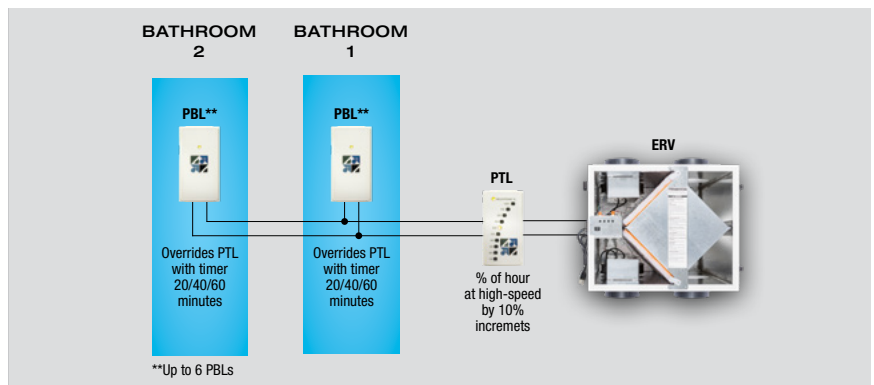 BATHROOM
2
BATHROOM
1
PBL**
PBL**
ERV
PTL
Overrides PTL
with timer
20/40/60
minutes
Overrides PTL
with timer
20/40/60
minutes
% of hour
at high-speed
by 10%
incremets
**Up to 6 PBLs